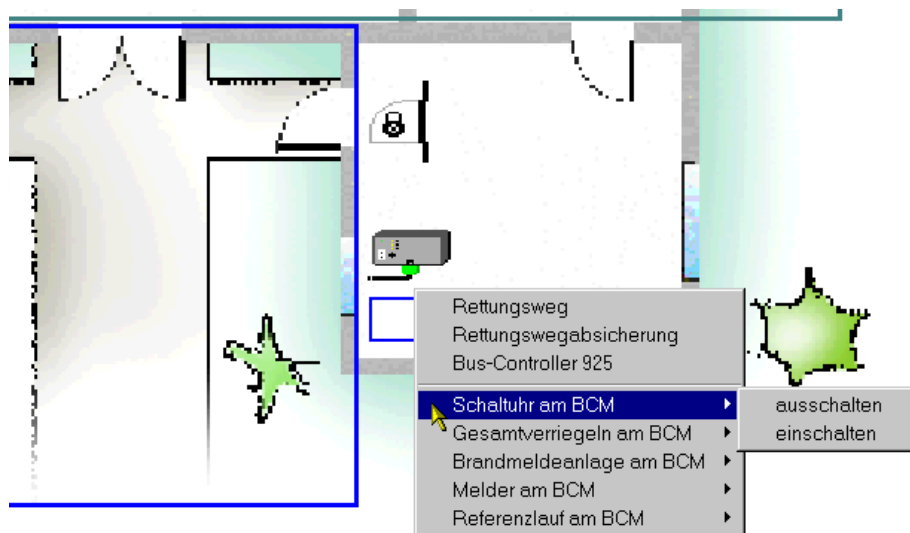 Rettungsweg
Rettungswegabsicherung
Bus-Controller 925
Schaltuhr am BCM
ausschalten
Gesamtverriegeln am BCM
einschalten
Brandmeldeanlage am BCM
Melder am BCM
Referenzlauf am BCM